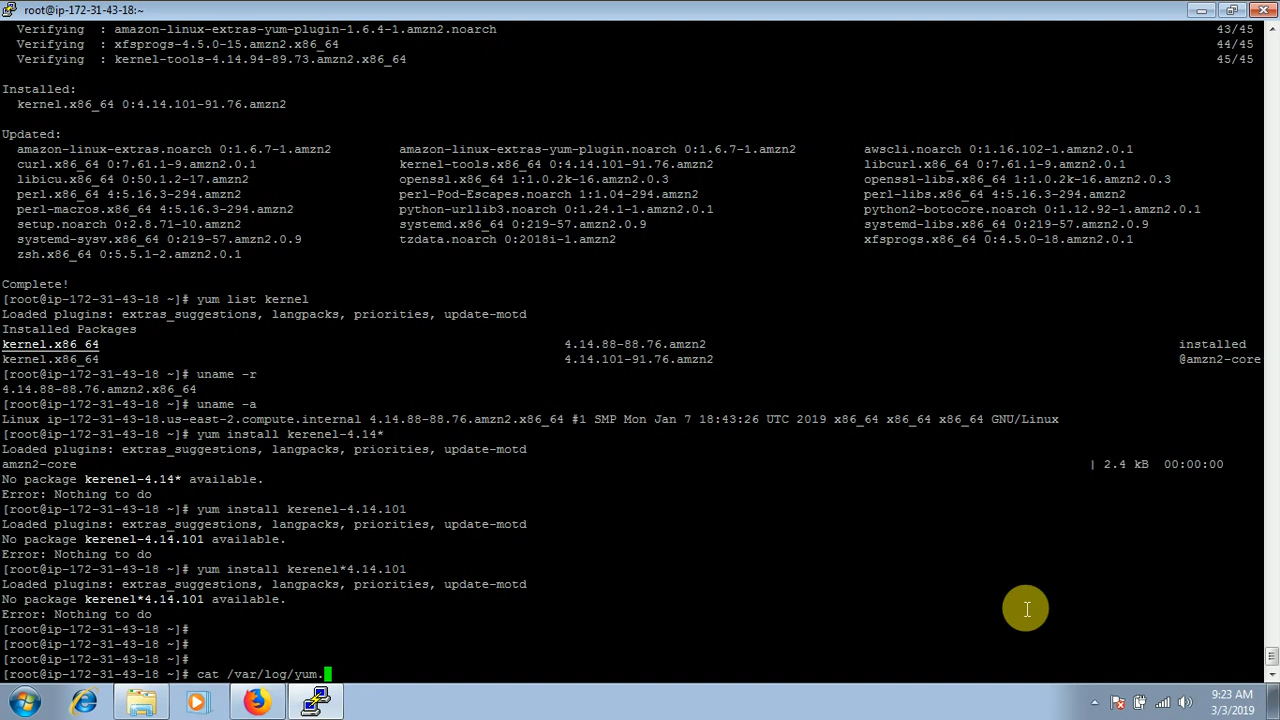 root@ip-172-31-43-18:~
Verifying  : amazon-linux-extras-yum-plugin-1.6.4-1.amzn2.noarch 43/45
Verifying  : xfsprogs-4.5.0-15.amzn2.x86_64 44/45
Verifying  : kernel-tools-4.14.94-89.73.amzn2.x86_64 45/45
Installed:
kernel.x86_64 0:4.14.101-91.76.amzn2
Updated:
amazon-linux-extras.noarch 0:1.6.7-1.amzn2 amazon-linux-extras-yum-plugin.noarch 0:1.6.7-1.amzn2 awscli.noarch 0:1.16.102-1.amzn2.0.1
curl.x86_64 0:7.61.1-9.amzn2.0.1 kernel-tools.x86_64 0:4.14.101-91.76.amzn2 libcurl.x86_64 0:7.61.1-9.amzn2.0.1
libicu.x86_64 0:50.1.2-17.amzn2 openssl.x86_64 1:1.0.2k-16.amzn2.0.3 openssl-libs.x86_64 1:1.0.2k-16.amzn2.0.3
perl.x86_64 4:5.16.3-294.amzn2 perl-Pod-Escapes.noarch 1:1.04-294.amzn2 perl-libs.x86_64 4:5.16.3-294.amzn2
perl-macros.x86_64 4:5.16.3-294.amzn2 python-urllib3.noarch 0:1.24.1-1.amzn2.0.1 python2-botocore.noarch 0:1.12.92-1.amzn2.0.1
setup.noarch 0:2.8.71-10.amzn2 systemd.x86_64 0:219-57.amzn2.0.9 systemd-libs.x86_64 0:219-57.amzn2.0.9
systemd-sysv.x86_64 0:219-57.amzn2.0.9 tzdata.noarch 0:2018i-1.amzn2 xfsprogs.x86_64 0:4.5.0-18.amzn2.0.1
zsh.x86_64 0:5.5.1-2.amzn2.0.1
Complete!
[root@ip-172-31-43-18 ~]# yum list kernel
Loaded plugins: extras_suggestions, langpacks, priorities, update-motd
Installed Packages
kernel.x86_64 4.14.88-88.76.amzn2 installed
kernel.x86_64 4.14.101-91.76.amzn2 @amzn2-core
[root@ip-172-31-43-18 ~]# uname -r
4.14.88-88.76.amzn2.x86_64
[root@ip-172-31-43-18 ~]# uname -a
Linux ip-172-31-43-18.us-east-2.compute.internal 4.14.88-88.76.amzn2.x86_64 #1 SMP Mon Jan 7 18:43:26 UTC 2019 x86_64 x86_64 x86_64 GNU/Linux
[root@ip-172-31-43-18 ~]# yum install kerenel-4.14*
Loaded plugins: extras_suggestions, langpacks, priorities, update-motd
amzn2-core | 2.4 kB  00:00:00
No package kerenel-4.14* available.
Error: Nothing to do
[root@ip-172-31-43-18 ~]# yum install kerenel-4.14.101
Loaded plugins: extras_suggestions, langpacks, priorities, update-motd
No package kerenel-4.14.101 available.
Error: Nothing to do
[root@ip-172-31-43-18 ~]# yum install kerenel*4.14.101
Loaded plugins: extras_suggestions, langpacks, priorities, update-motd
No package kerenel*4.14.101 available.
Error: Nothing to do
[root@ip-172-31-43-18 ~]#
[root@ip-172-31-43-18 ~]#
[root@ip-172-31-43-18 ~]#
[root@ip-172-31-43-18 ~]# cat /var/log/yum.
9:23 AM
3/3/2019